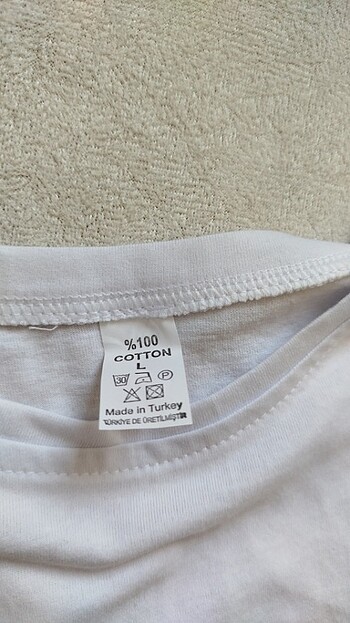 %100
COTTON
L
30 P
Made in Turkey
TÜRKİYE DE ÜRETİLMİŞTİR